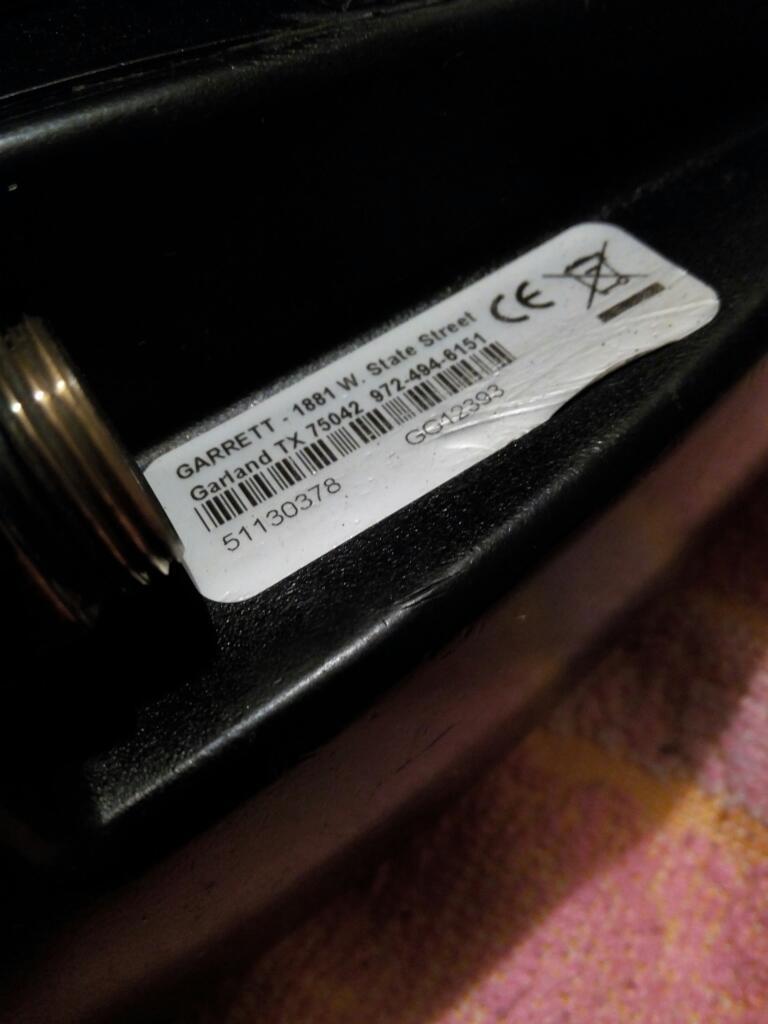 GARRETT - 1881 W. State Street
Garland TX 75042 972-494-6151
51130378 GC12393
CE